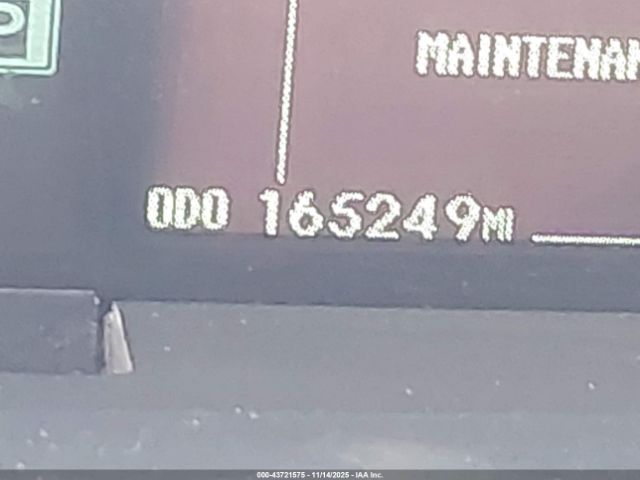 P
MAINTENAN
ODO 165249MI
000-43721575 - 11/14/2025 - IAA Inc.